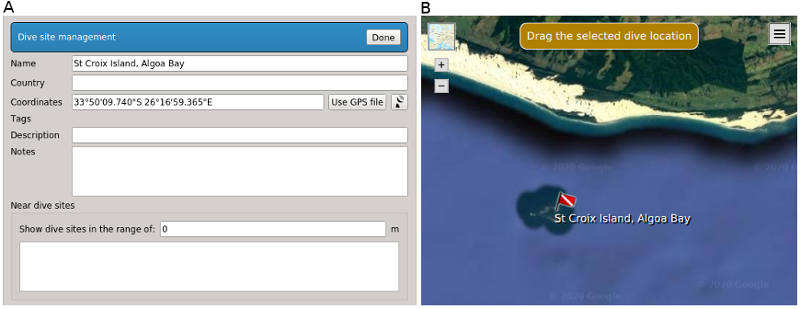 A
Dive site management
Done
Name
St Croix Island, Algoa Bay
Country
Coordinates
33°50'09.740"S 26°16'59.365"E
Use GPS file
Tags
Description
Notes
Near dive sites
Show dive sites in the range of:
0
m
B
Drag the selected dive location
+
−
© 2020 Google
© 2020 Google
St Croix Island, Algoa Bay
© 2020 Google
© 2020 Google